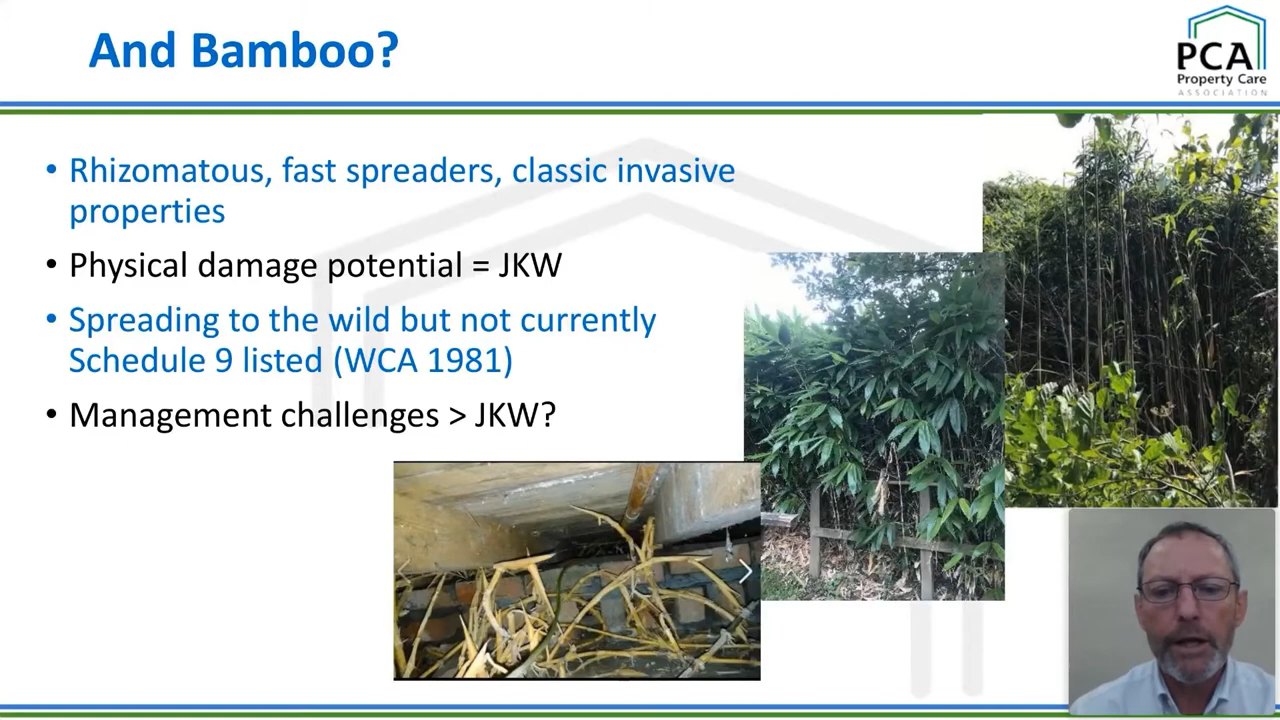 And Bamboo?
PCA
Property Care
ASSOCIATION
• Rhizomatous, fast spreaders, classic invasive
properties
• Physical damage potential = JKW
• Spreading to the wild but not currently
Schedule 9 listed (WCA 1981)
• Management challenges > JKW?